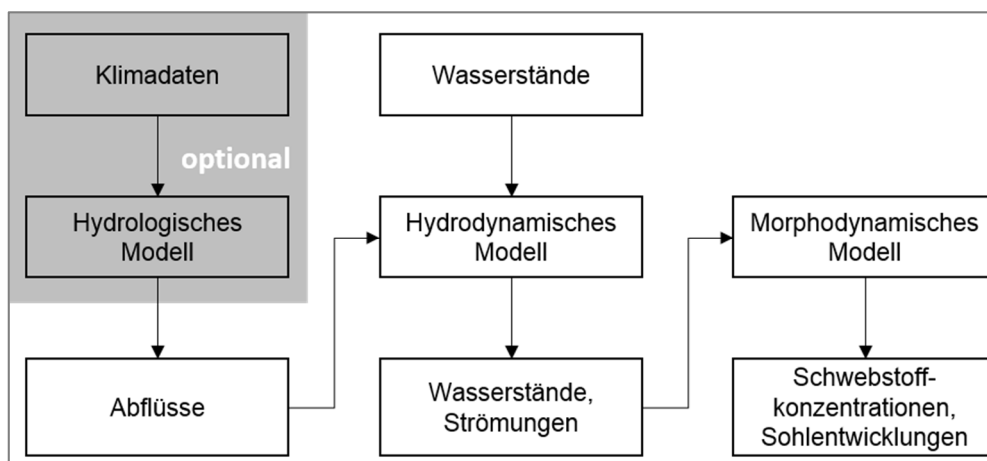 Klimadaten
Wasserstände
optional
Hydrologisches
Modell
Hydrodynamisches
Modell
Morphodynamisches
Modell
Abflüsse
Wasserstände,
Strömungen
Schwebstoff-
konzentrationen,
Sohlentwicklungen